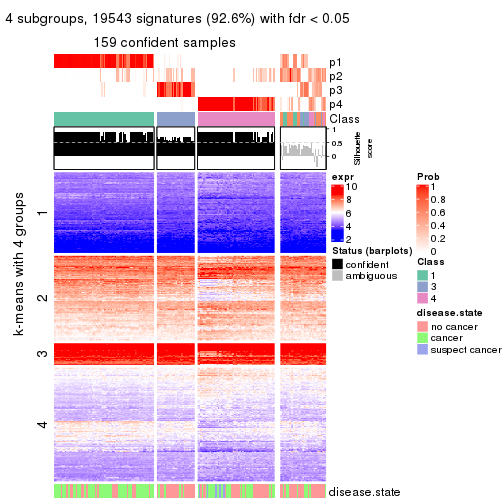 4 subgroups, 19543 signatures (92.6%) with fdr < 0.05
159 confident samples
p1
p2
p3
p4
Class
1
0.5
0
Silhouette
score
k-means with 4 groups
1
2
3
4
expr
10
8
6
4
2
Status (barplots)
confident
ambiguous
Prob
1
0.8
0.6
0.4
0.2
0
Class
1
3
4
disease.state
no cancer
cancer
suspect cancer
disease.state